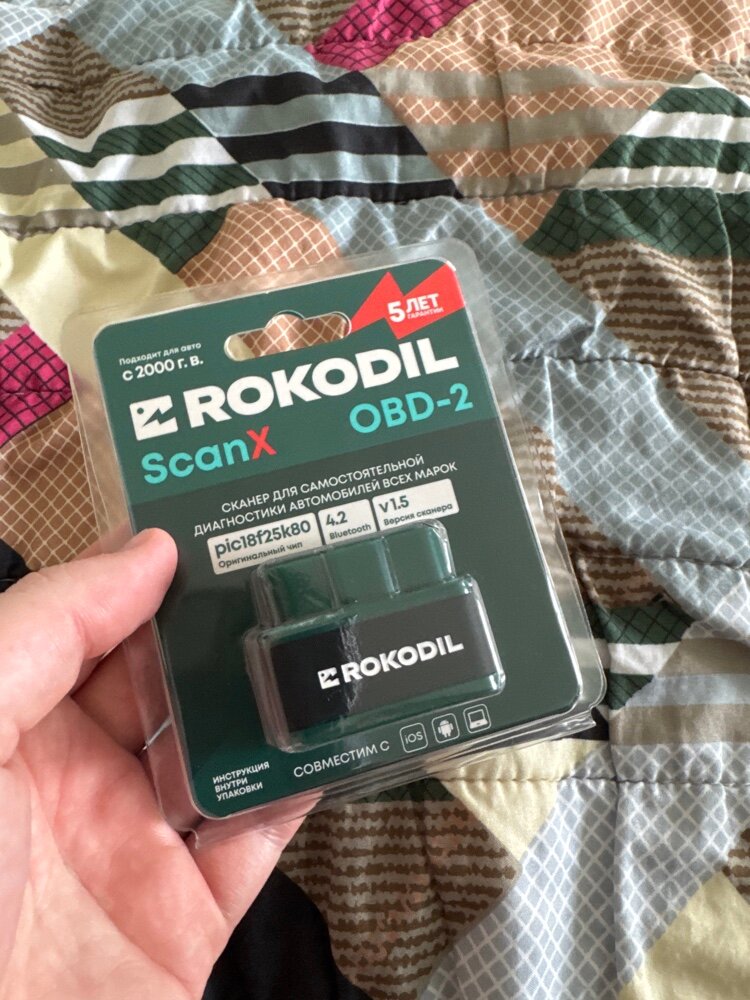 5 ЛЕТ
ГАРАНТИИ
Подходит для авто
с 2000 г. в.
ROKODIL
ScanX OBD-2
СКАНЕР ДЛЯ САМОСТОЯТЕЛЬНОЙ
ДИАГНОСТИКИ АВТОМОБИЛЕЙ ВСЕХ МАРОК
pic18f25k80
Оригинальный чип
4.2
Bluetooth
v1.5
Версия сканера
ROKODIL
ИНСТРУКЦИЯ
ВНУТРИ
УПАКОВКИ
СОВМЕСТИМ С iOS